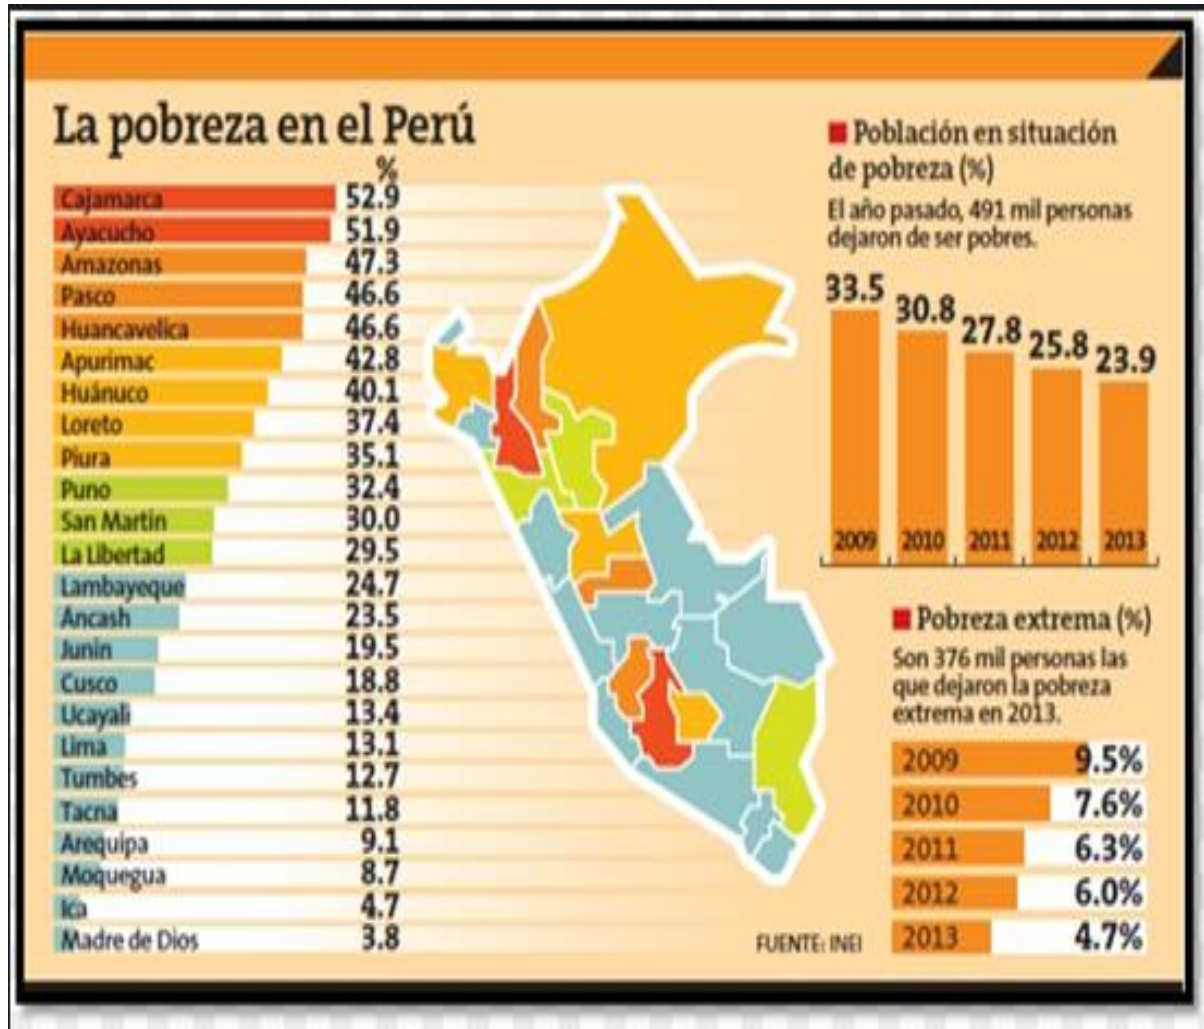 La pobreza en el Perú
%
Cajamarca 52.9
Ayacucho 51.9
Amazonas 47.3
Pasco 46.6
Huancavelica 46.6
Apurimac 42.8
Huánuco 40.1
Loreto 37.4
Piura 35.1
Puno 32.4
San Martin 30.0
La Libertad 29.5
Lambayeque 24.7
Ancash 23.5
Junin 19.5
Cusco 18.8
Ucayali 13.4
Lima 13.1
Tumbes 12.7
Tacna 11.8
Arequipa 9.1
Moquegua 8.7
Ica 4.7
Madre de Dios 3.8
Población en situación
de pobreza (%)
El año pasado, 491 mil personas
dejaron de ser pobres.
33.5 30.8 27.8 25.8 23.9
2009 2010 2011 2012 2013
Pobreza extrema (%)
Son 376 mil personas las
que dejaron la pobreza
extrema en 2013.
2009 9.5%
2010 7.6%
2011 6.3%
2012 6.0%
2013 4.7%
FUENTE: INEI